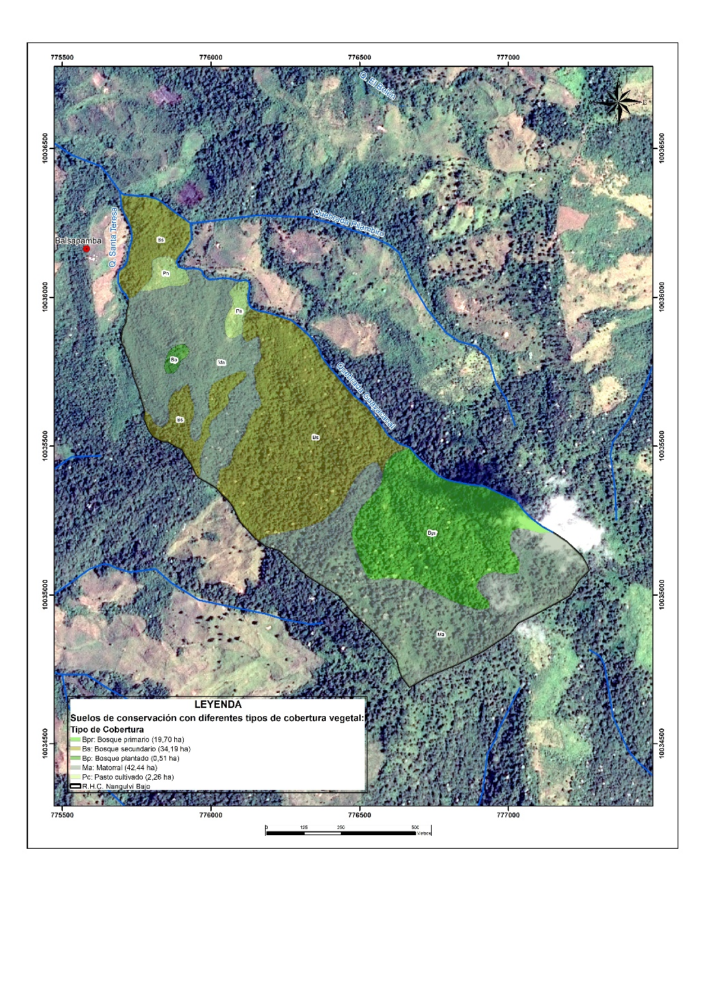 775500 776000 776500 777000
Q. El Belén
E
10036500 10036500
Quebrada Pilambiro
Q. Santa Teresa
Balsapamba
Bs
Pn
10036000 10036000
Pn
Bp
Ma
Quebrada Guayacanal
Bs
Bs
10035500 10035500
Bpr
10035000 10035000
Ma
LEYENDA
Suelos de conservación con diferentes tipos de cobertura vegetal:
Tipo de Cobertura
Bpr: Bosque primario (19,70 ha)
Bs: Bosque secundario (34,19 ha)
Bp: Bosque plantado (0,51 ha)
Ma: Matorral (42,44 ha)
Pc: Pasto cultivado (2,26 ha)
R.H.C. Nangulví Bajo
10034500 10034500
775500 776000 776500 777000
0 125 250 500
Metros